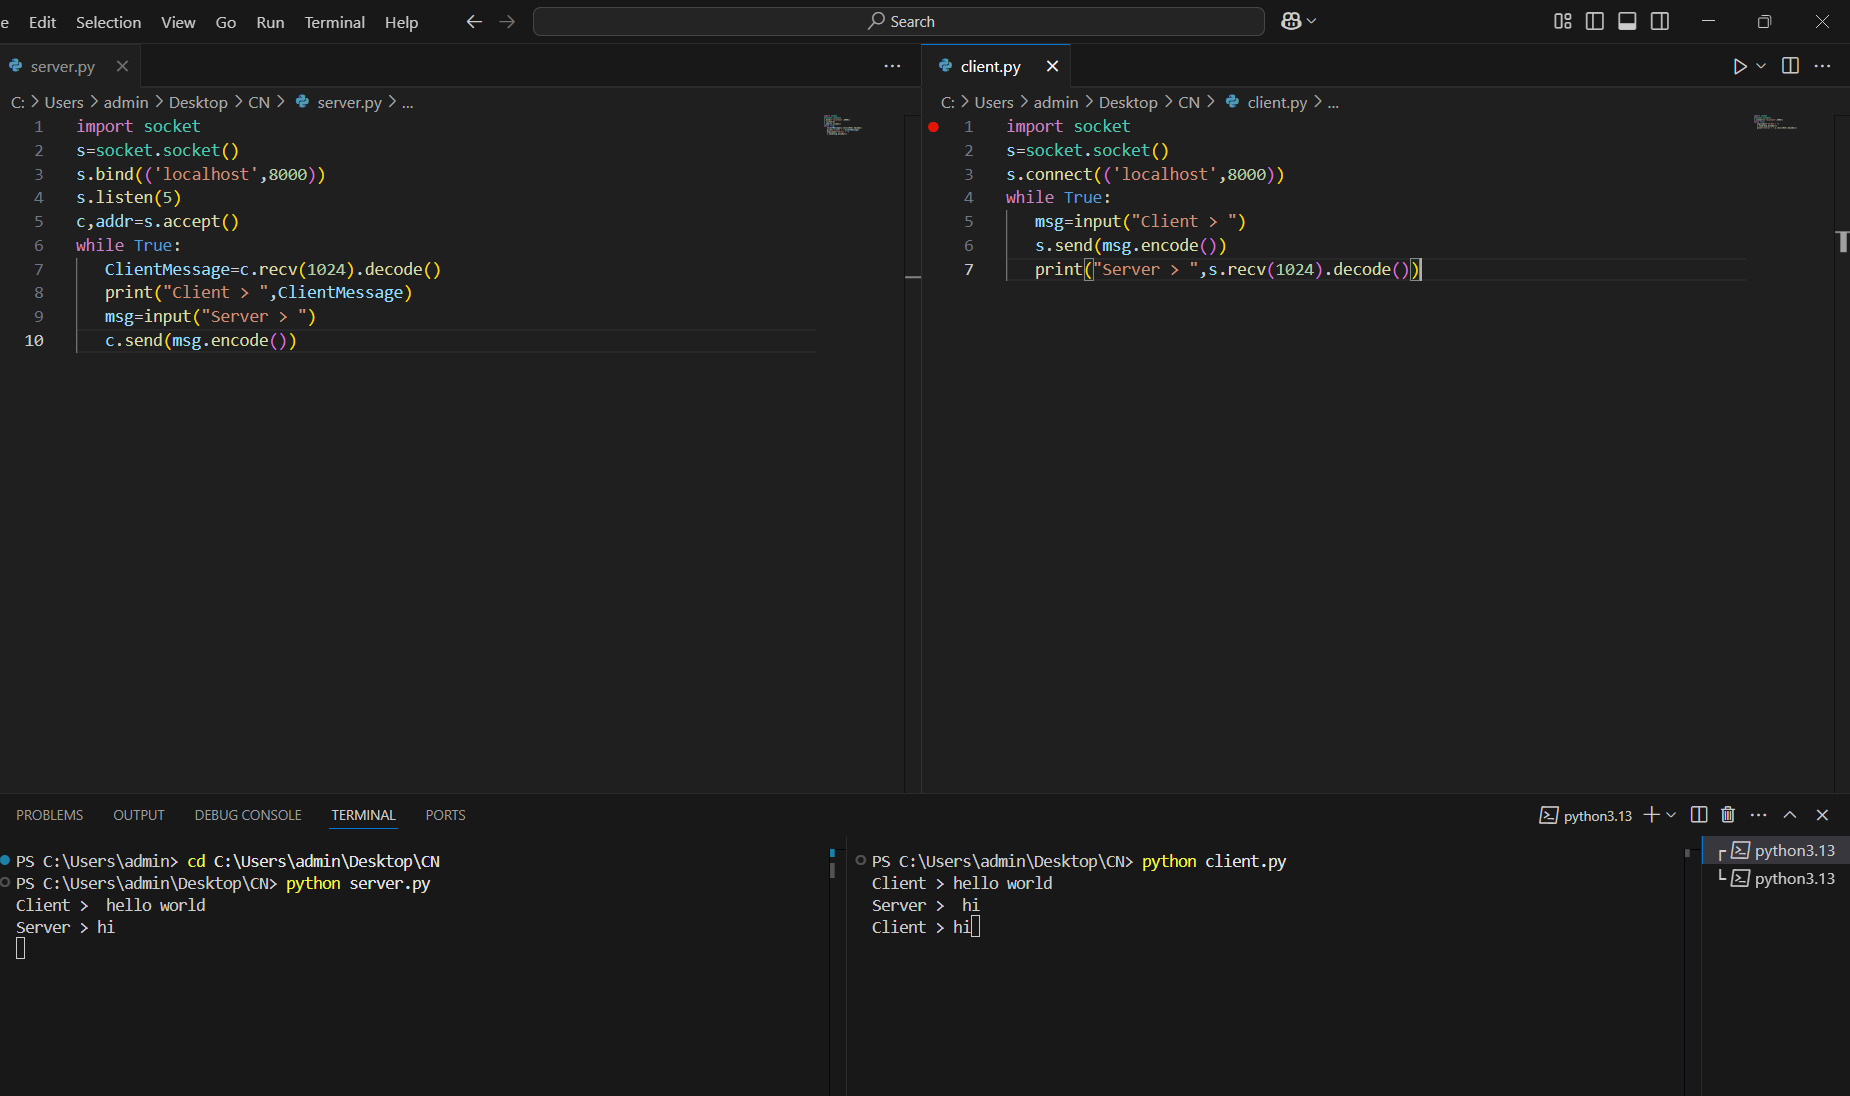 e Edit Selection View Go Run Terminal Help Search
server.py
C: > Users > admin > Desktop > CN > server.py > ...
1 import socket
2 s=socket.socket()
3 s.bind(('localhost',8000))
4 s.listen(5)
5 c,addr=s.accept()
6 while True:
7 ClientMessage=c.recv(1024).decode()
8 print("Client > ",ClientMessage)
9 msg=input("Server > ")
10 c.send(msg.encode())
client.py
C: > Users > admin > Desktop > CN > client.py > ...
1 import socket
2 s=socket.socket()
3 s.connect(('localhost',8000))
4 while True:
5 msg=input("Client > ")
6 s.send(msg.encode())
7 print("Server > ",s.recv(1024).decode())
PROBLEMS OUTPUT DEBUG CONSOLE TERMINAL PORTS python3.13
PS C:\Users\admin> cd C:\Users\admin\Desktop\CN
PS C:\Users\admin\Desktop\CN> python server.py
Client >  hello world
Server > hi
PS C:\Users\admin\Desktop\CN> python client.py
Client > hello world
Server >  hi
Client > hi
python3.13
python3.13